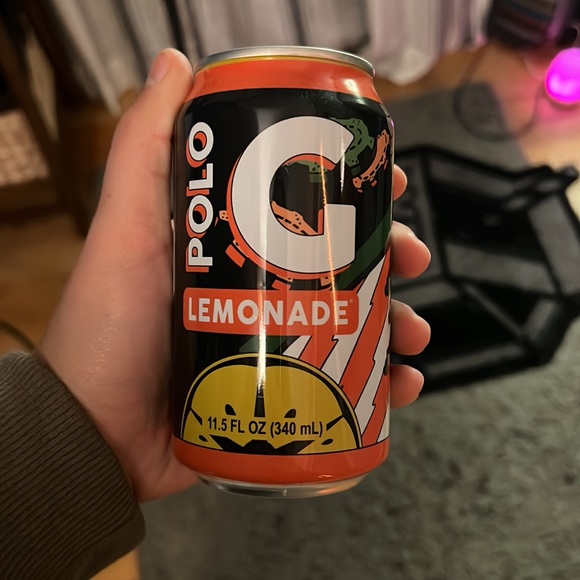 POLO
G
LEMONADE
11.5 FL OZ (340 mL)